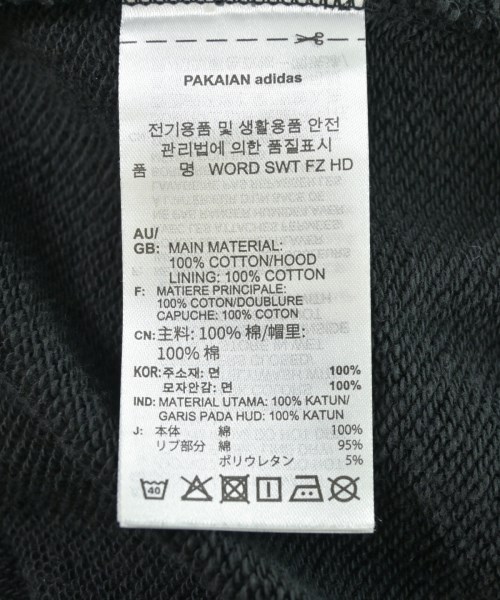 PAKAIAN adidas
전기용품 및 생활용품 안전
관리법에 의한 품질표시
품 명 WORD SWT FZ HD
AU/
GB: MAIN MATERIAL:
100% COTTON/HOOD
LINING: 100% COTTON
F: MATIERE PRINCIPALE:
100% COTON/DOUBLURE
CAPUCHE: 100% COTON
CN: 主料: 100% 棉/帽里:
100% 棉
KOR: 주소재: 면 100%
모자안감: 면 100%
IND: MATERIAL UTAMA: 100% KATUN/
GARIS PADA HUD: 100% KATUN
J: 本体 綿 100%
リブ部分 綿 95%
ポリウレタン 5%
40